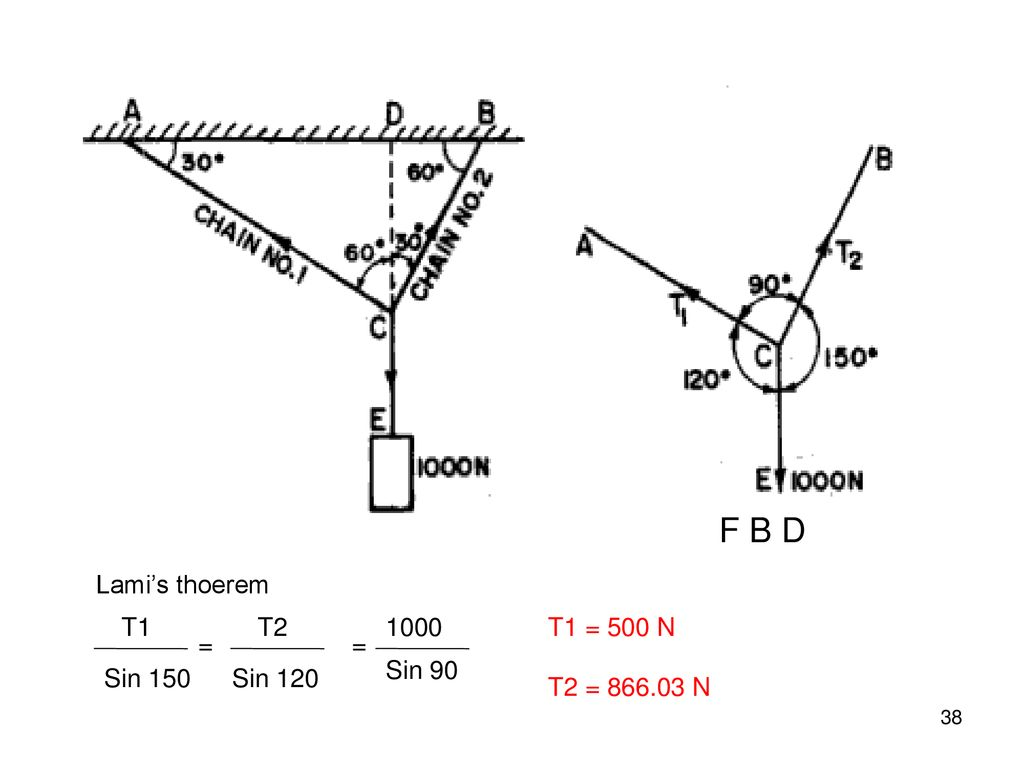 A D B
30° 60°
CHAIN NO.1
60° 30°
CHAIN NO.2
C
E
1000N
B
A
T2
90°
T1
C 150°
120°
E 1000N
F B D
Lami’s thoerem
T1 T2 1000
= =
Sin 150 Sin 120 Sin 90
T1 = 500 N
T2 = 866.03 N
38